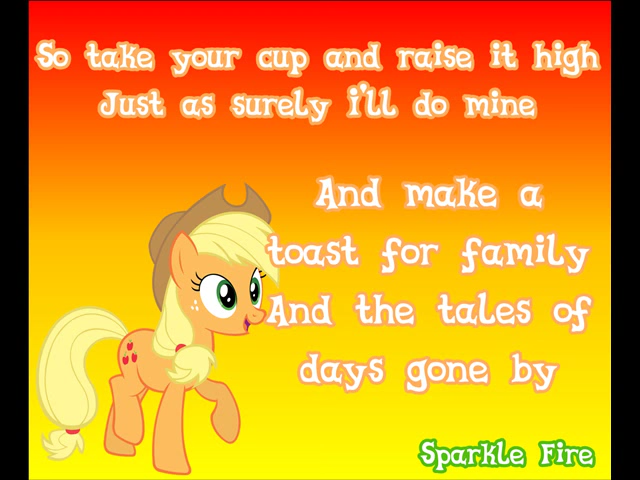 So take your cup and raise it high
Just as surely I'll do mine
And make a
toast for family
And the tales of
days gone by
Sparkle Fire